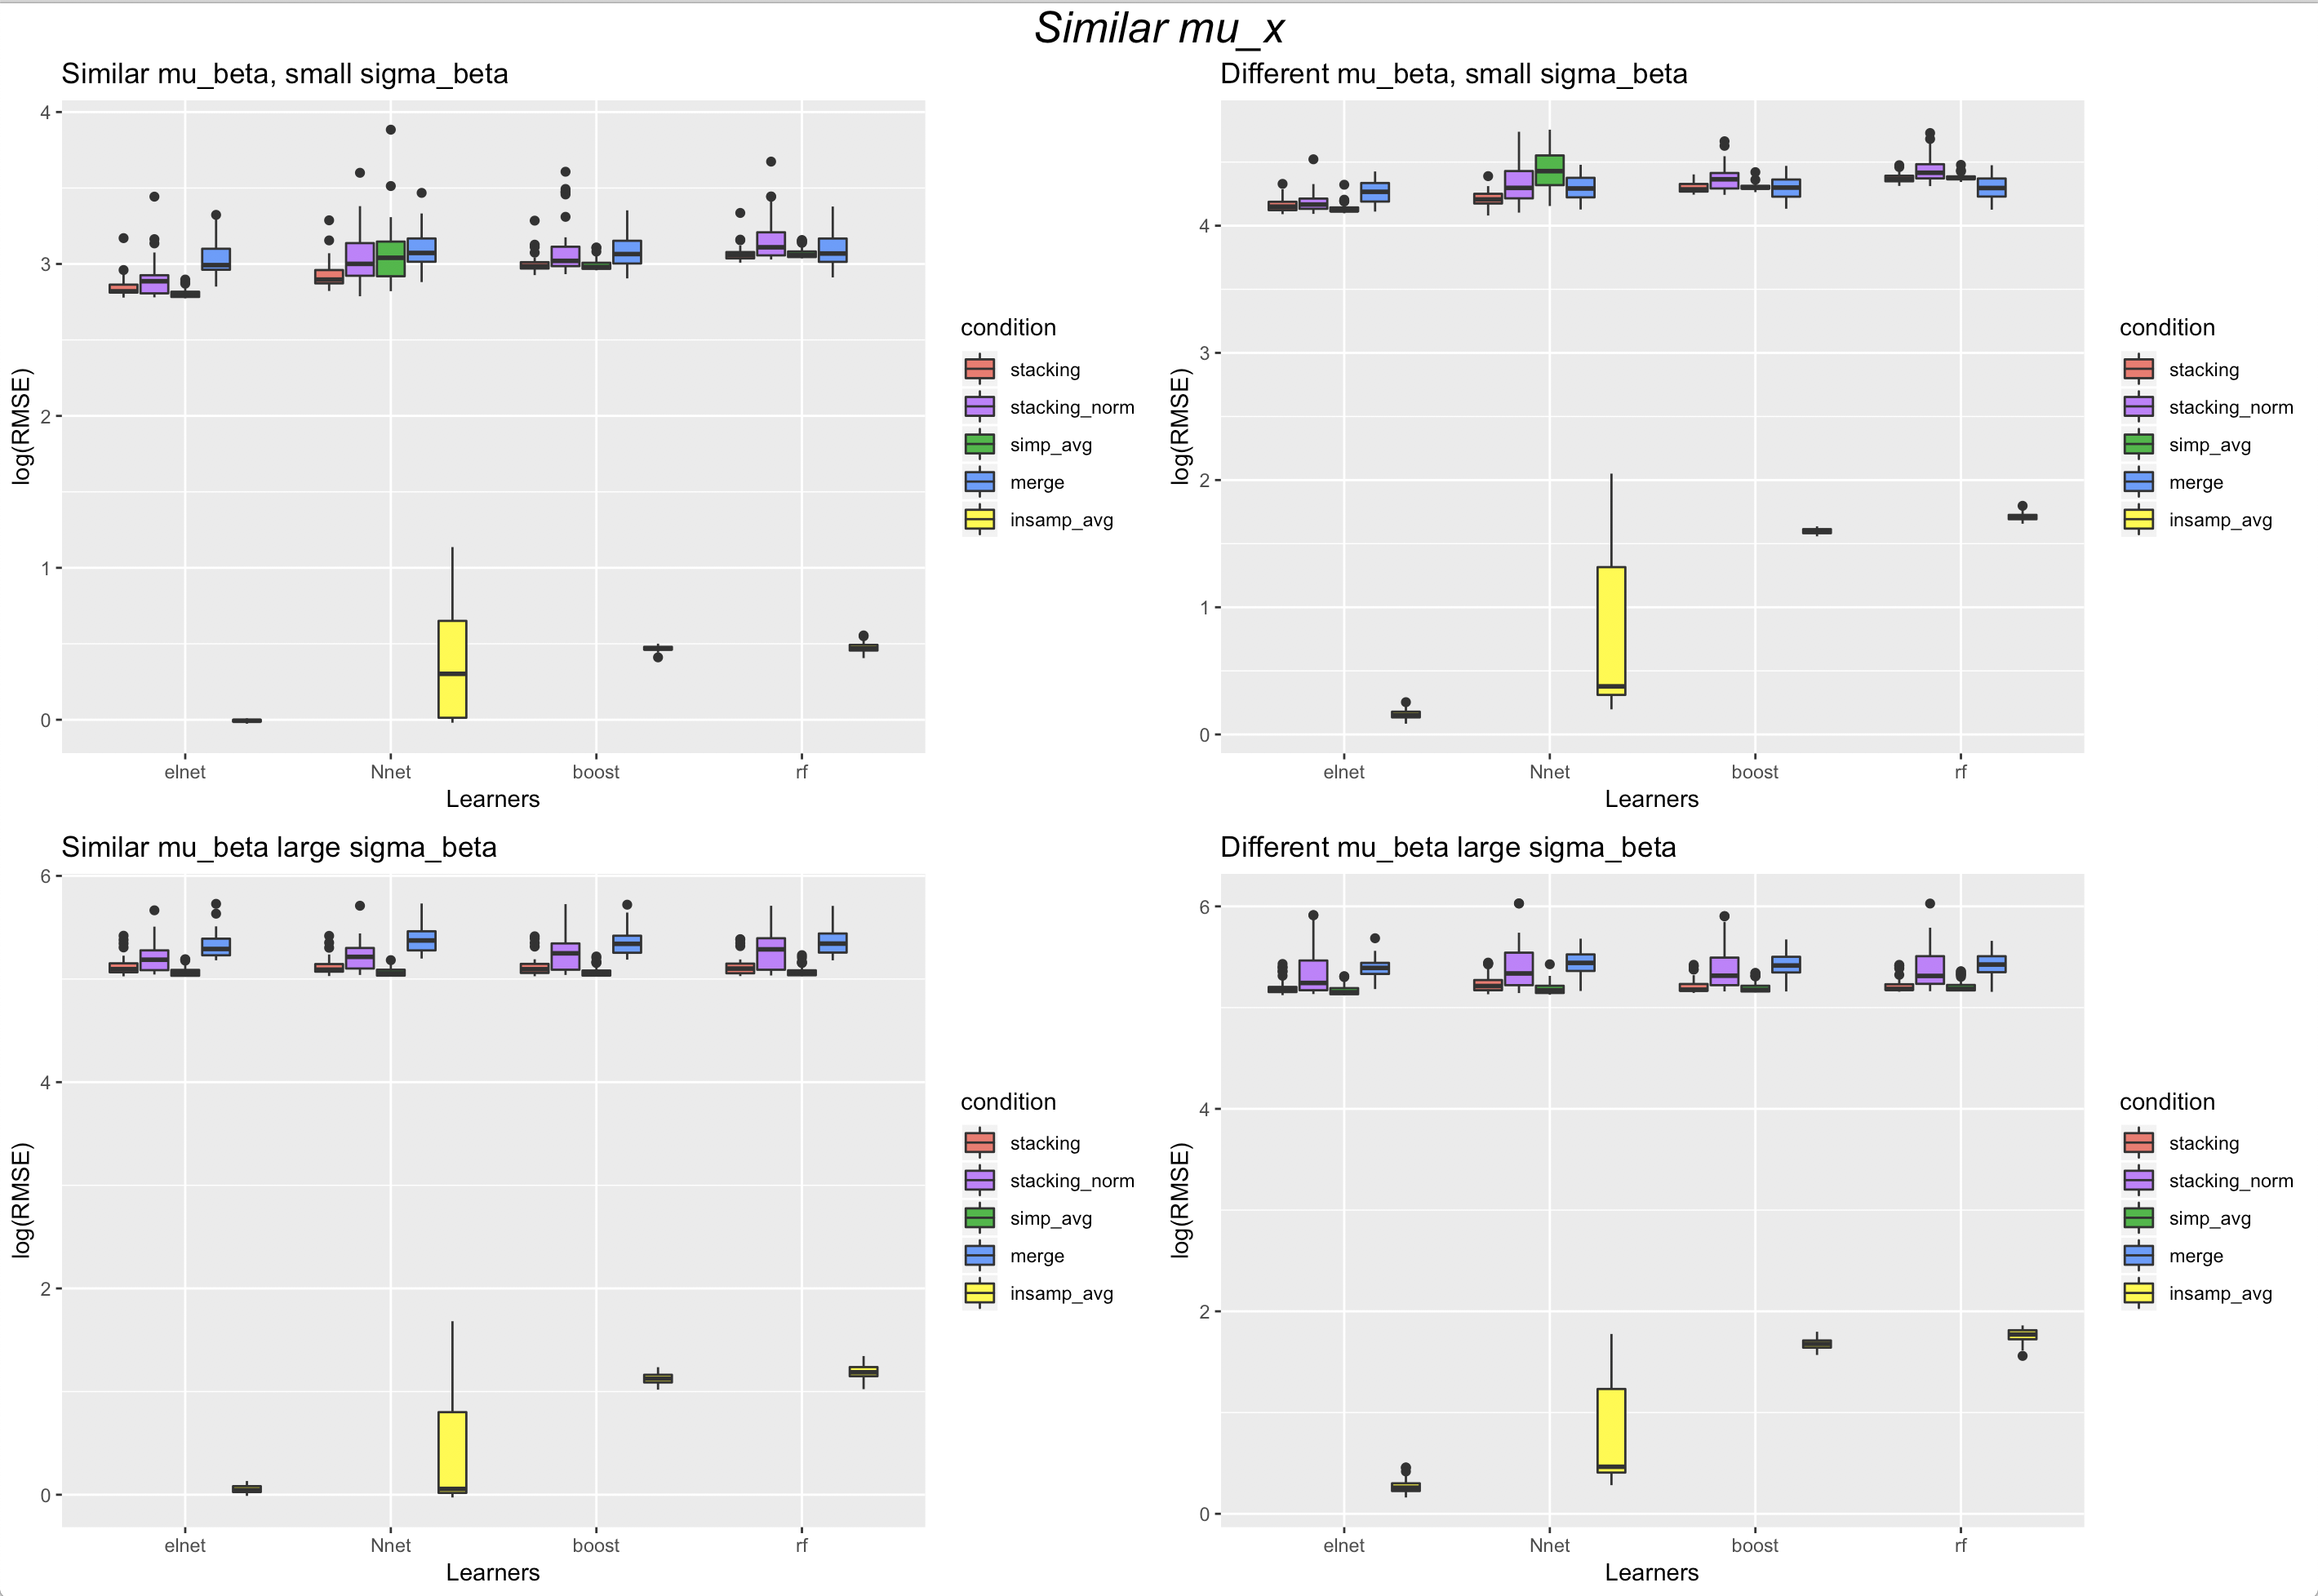 Similar mu_x
Similar mu_beta, small sigma_beta
4
3
2
1
0
log(RMSE)
elnet
Nnet
boost
rf
Learners
condition
stacking
stacking_norm
simp_avg
merge
insamp_avg
Different mu_beta, small sigma_beta
4
3
2
1
0
log(RMSE)
elnet
Nnet
boost
rf
Learners
condition
stacking
stacking_norm
simp_avg
merge
insamp_avg
Similar mu_beta large sigma_beta
6
4
2
0
log(RMSE)
elnet
Nnet
boost
rf
Learners
condition
stacking
stacking_norm
simp_avg
merge
insamp_avg
Different mu_beta large sigma_beta
6
4
2
0
log(RMSE)
elnet
Nnet
boost
rf
Learners
condition
stacking
stacking_norm
simp_avg
merge
insamp_avg